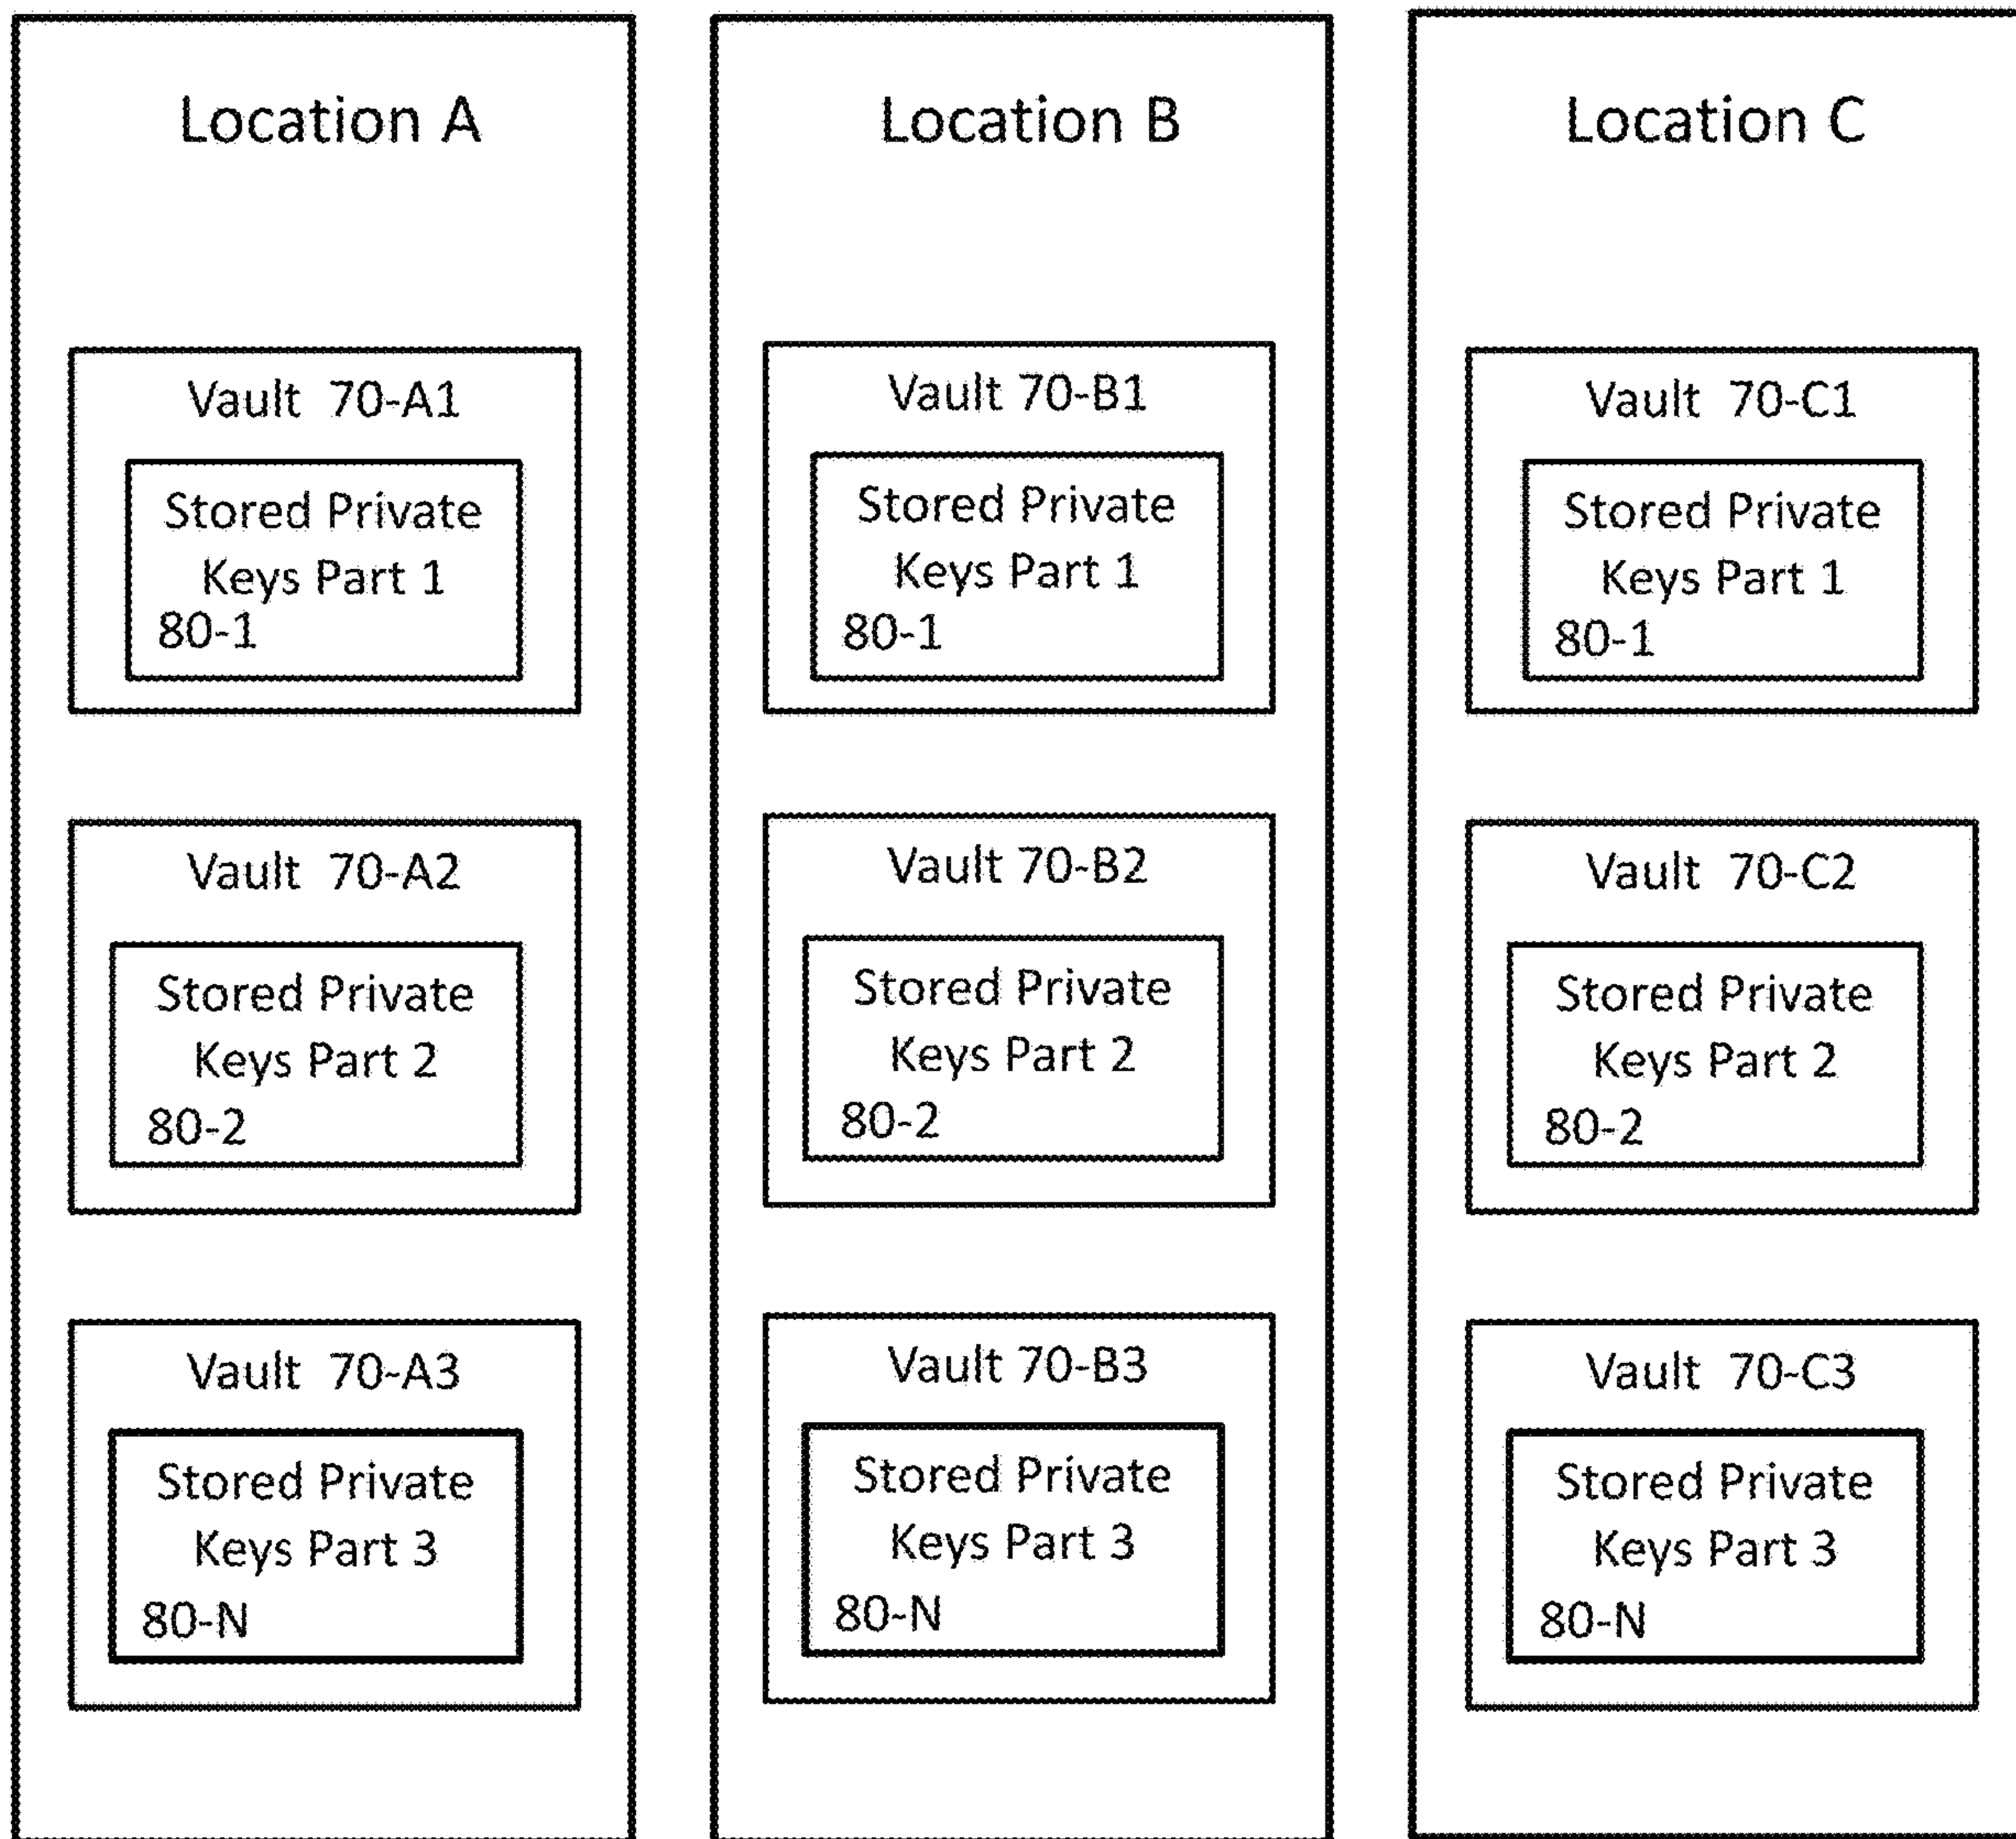 Location A
Vault 70-A1
Stored Private
Keys Part 1
80-1
Vault 70-A2
Stored Private
Keys Part 2
80-2
Vault 70-A3
Stored Private
Keys Part 3
80-N
Location B
Vault 70-B1
Stored Private
Keys Part 1
80-1
Vault 70-B2
Stored Private
Keys Part 2
80-2
Vault 70-B3
Stored Private
Keys Part 3
80-N
Location C
Vault 70-C1
Stored Private
Keys Part 1
80-1
Vault 70-C2
Stored Private
Keys Part 2
80-2
Vault 70-C3
Stored Private
Keys Part 3
80-N